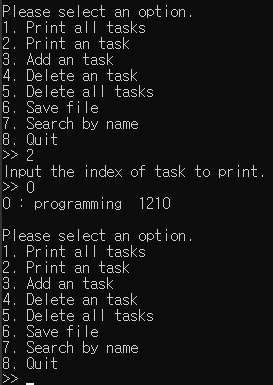 Please select an option.
1. Print all tasks
2. Print an task
3. Add an task
4. Delete an task
5. Delete all tasks
6. Save file
7. Search by name
8. Quit
>> 2
Input the index of task to print.
>> 0
0 : programming  1210

Please select an option.
1. Print all tasks
2. Print an task
3. Add an task
4. Delete an task
5. Delete all tasks
6. Save file
7. Search by name
8. Quit
>> _